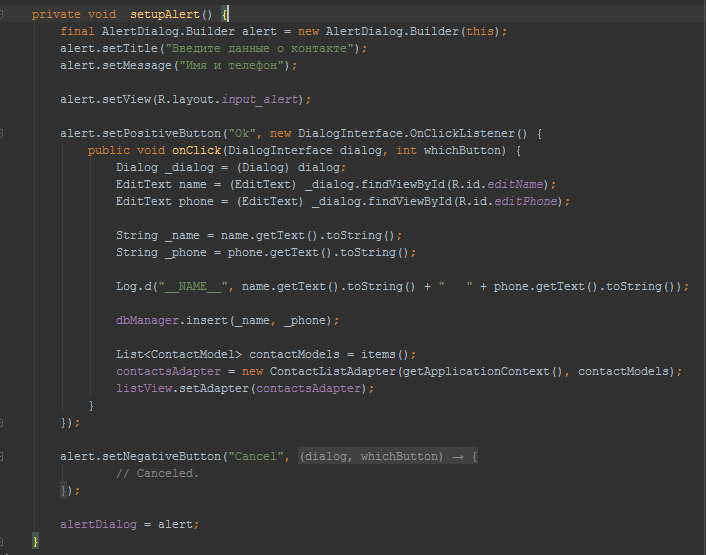 private void  setupAlert() {
final AlertDialog.Builder alert = new AlertDialog.Builder(this);
alert.setTitle("Введите данные о контакте");
alert.setMessage("Имя и телефон");
alert.setView(R.layout.input_alert);
alert.setPositiveButton("Ok", new DialogInterface.OnClickListener() {
public void onClick(DialogInterface dialog, int whichButton) {
Dialog _dialog = (Dialog) dialog;
EditText name = (EditText) _dialog.findViewById(R.id.editName);
EditText phone = (EditText) _dialog.findViewById(R.id.editPhone);
String _name = name.getText().toString();
String _phone = phone.getText().toString();
Log.d("__NAME__", name.getText().toString() + "   " + phone.getText().toString());
dbManager.insert(_name, _phone);
List<ContactModel> contactModels = items();
contactsAdapter = new ContactListAdapter(getApplicationContext(), contactModels);
listView.setAdapter(contactsAdapter);
}
});
alert.setNegativeButton("Cancel", (dialog, whichButton) → {
// Canceled.
});
alertDialog = alert;
}